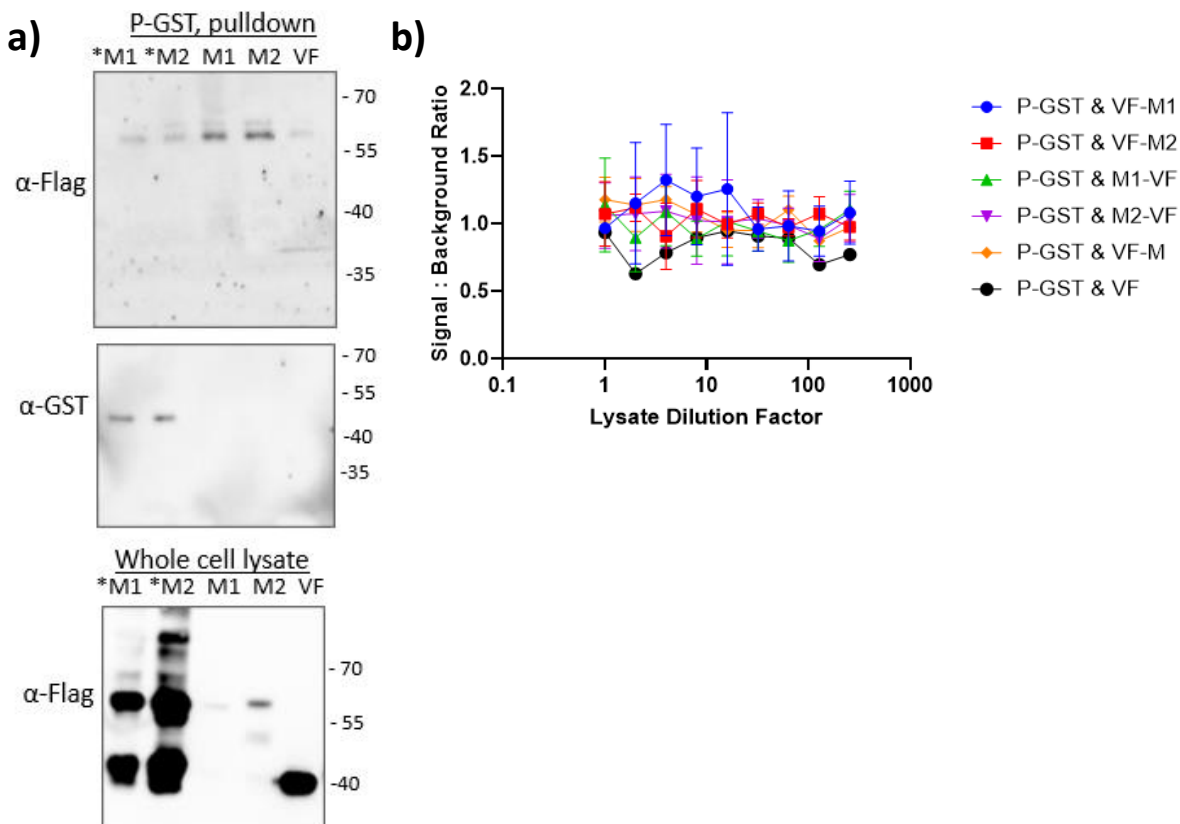 a)
P-GST, pulldown
*M1 *M2 M1 M2 VF
α-Flag
- 70
- 55
- 40
- 35
α-GST
- 70
- 55
- 40
-35
Whole cell lysate
*M1 *M2 M1 M2 VF
α-Flag
- 70
- 55
-40
b)
Signal : Background Ratio
2.0
1.5
1.0
0.5
0.0
0.1 1 10 100 1000
Lysate Dilution Factor
P-GST & VF-M1
P-GST & VF-M2
P-GST & M1-VF
P-GST & M2-VF
P-GST & VF-M
P-GST & VF